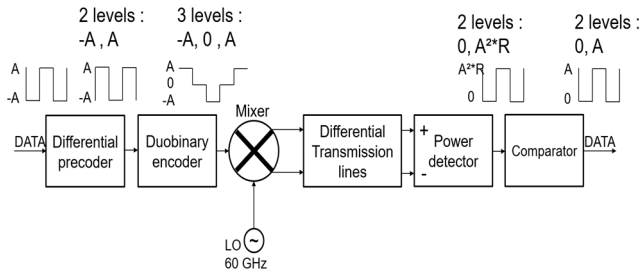 2 levels :
-A , A
3 levels :
-A, 0 , A
2 levels :
0, A²*R
2 levels :
0, A
A
-A
A
-A
A
0
-A
A²*R
0
A
0
Mixer
DATA
Differential
precoder
Duobinary
encoder
Differential
Transmission
lines
+
-
Power
detector
Comparator
DATA
LO
~
60 GHz